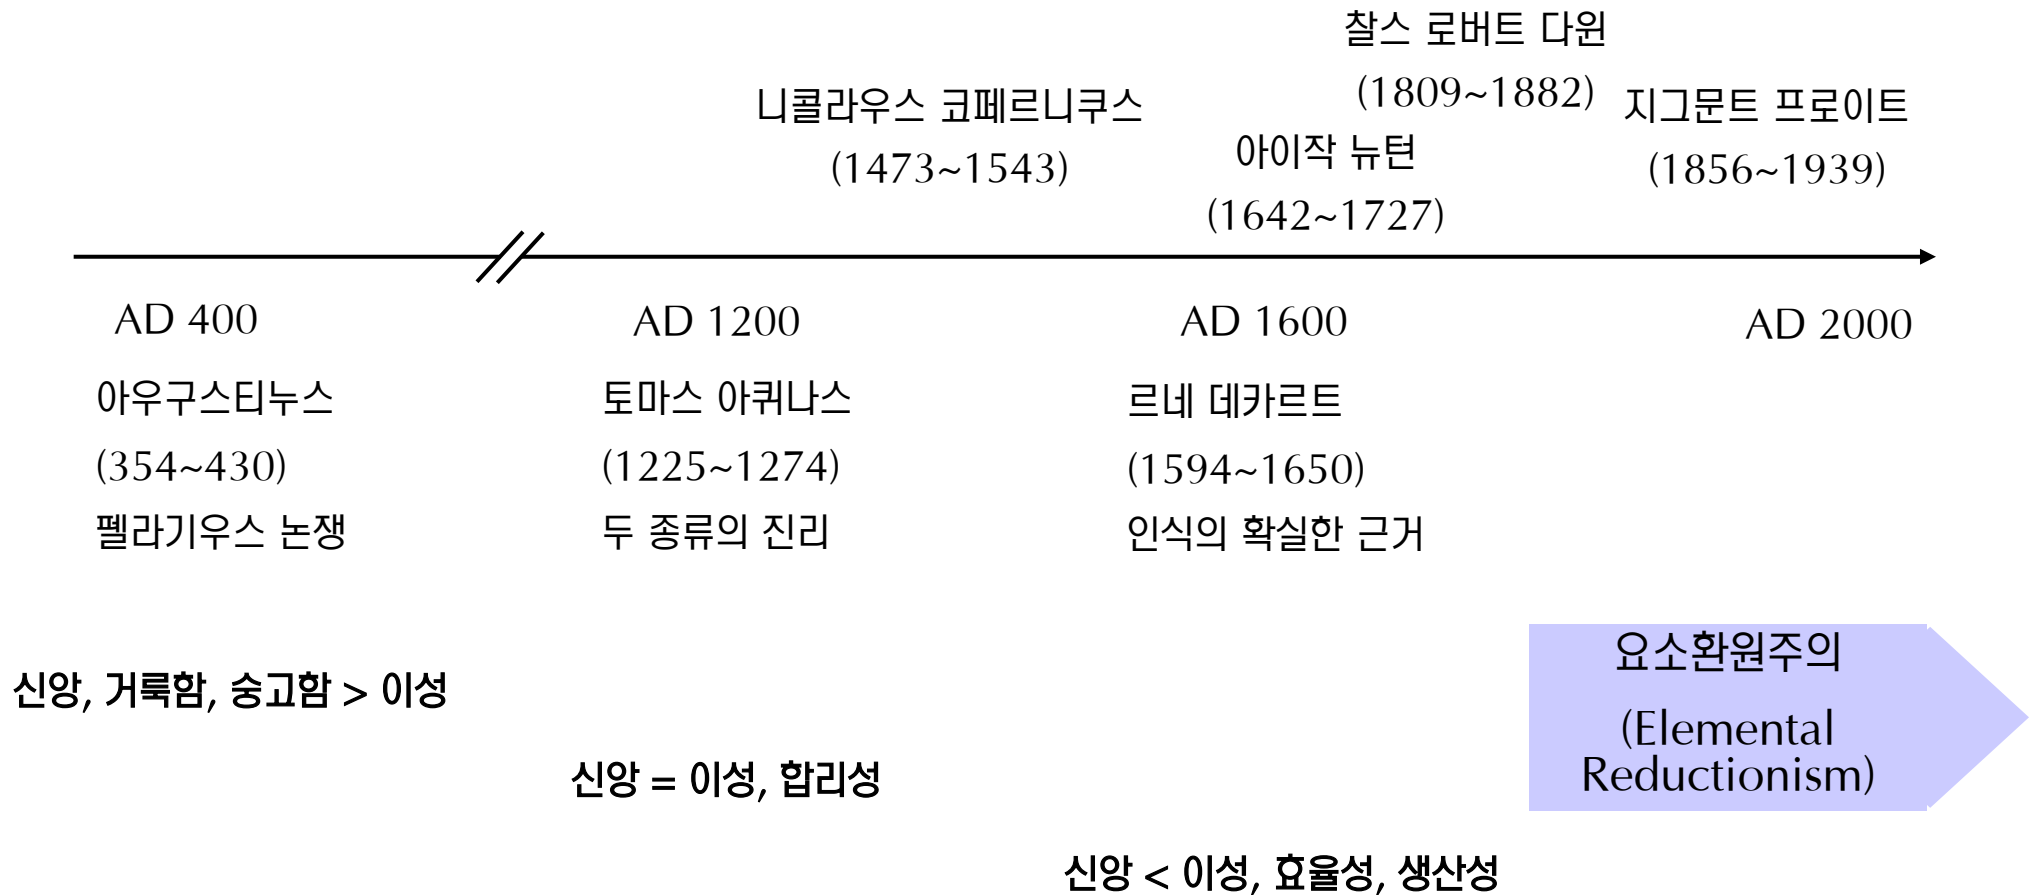 찰스 로버트 다윈
(1809~1882)
니콜라우스 코페르니쿠스
(1473~1543)
아이작 뉴턴
(1642~1727)
지그문트 프로이트
(1856~1939)
AD 400
AD 1200
AD 1600
AD 2000
아우구스티누스
(354~430)
펠라기우스 논쟁
토마스 아퀴나스
(1225~1274)
두 종류의 진리
르네 데카르트
(1594~1650)
인식의 확실한 근거
신앙, 거룩함, 숭고함 > 이성
신앙 = 이성, 합리성
신앙 < 이성, 효율성, 생산성
요소환원주의
(Elemental
Reductionism)